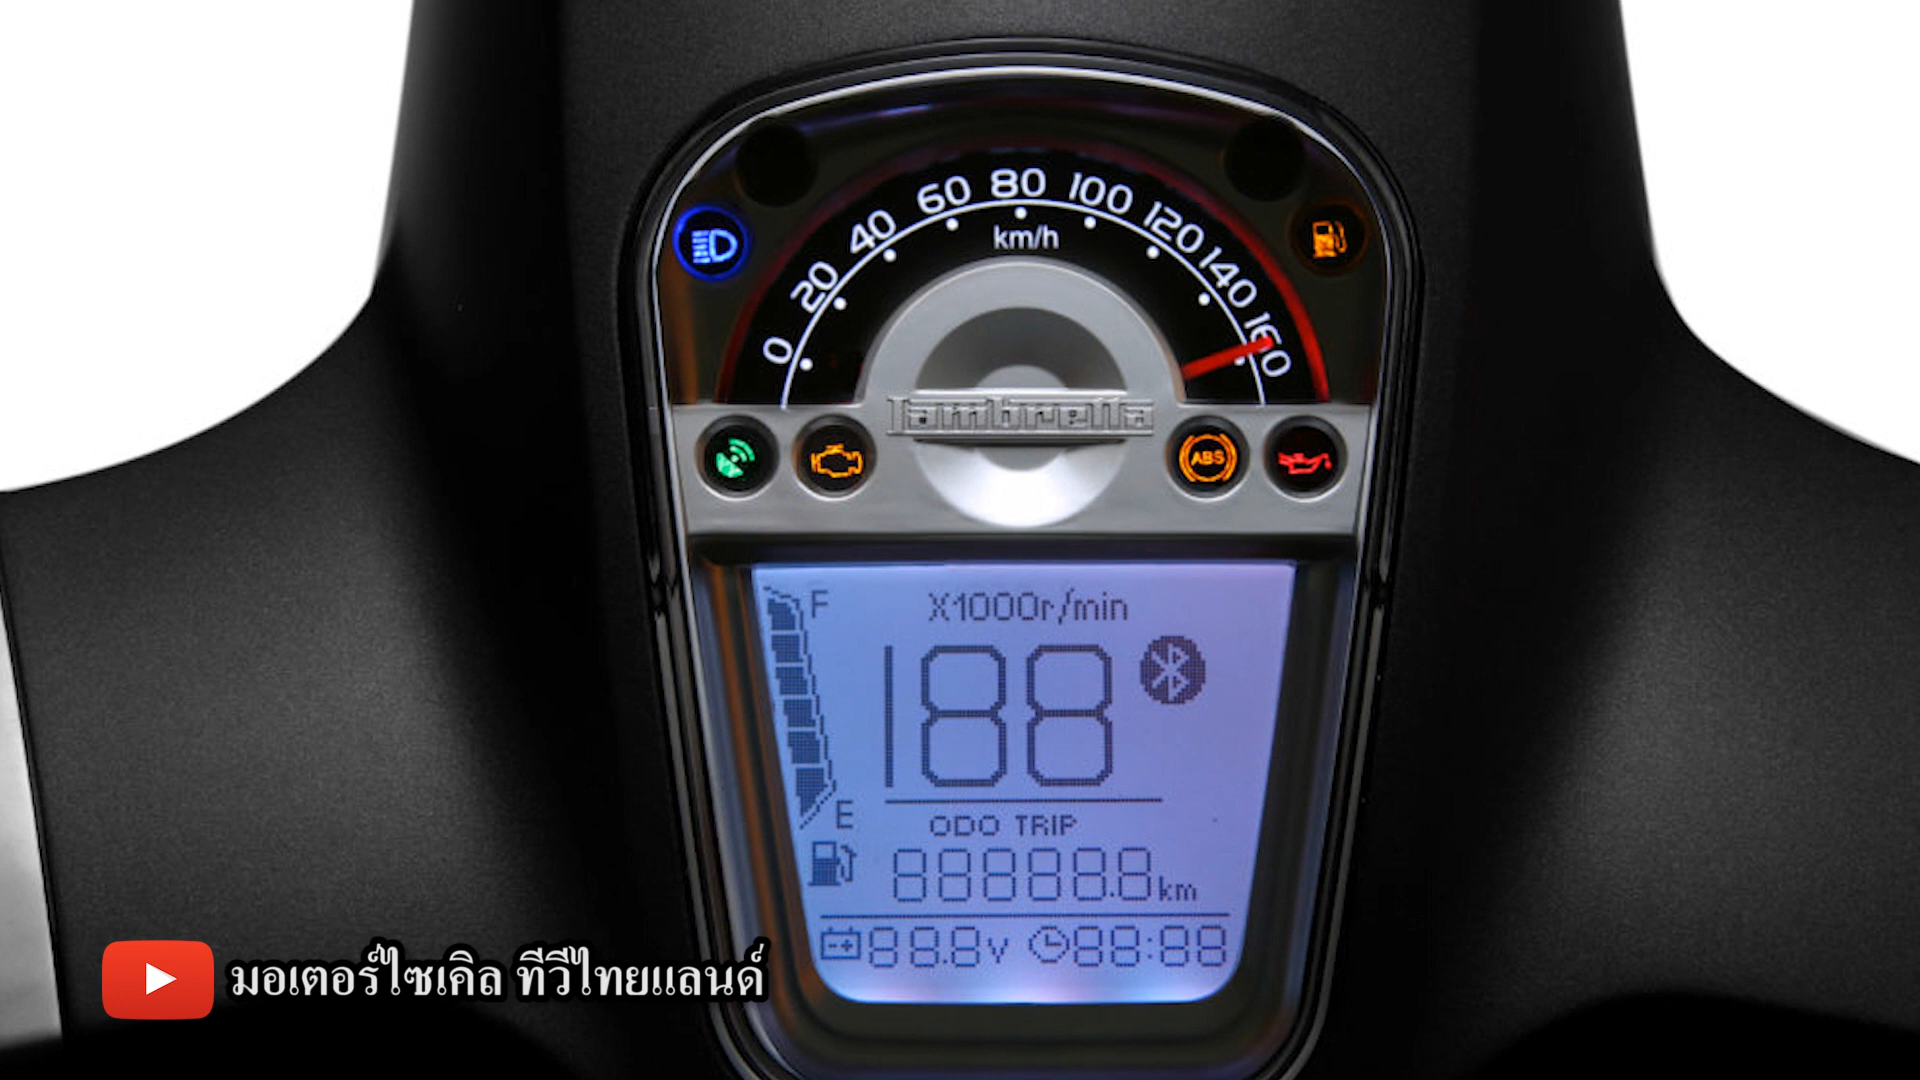 0 20 40 60 80 100 120 140 160
km/h
lambretta
ABS
F
X1000r/min
188
E
ODO TRIP
88888.8km
88.8v 88:88
มอเตอร์ไซเคิล ทีวีไทยแลนด์